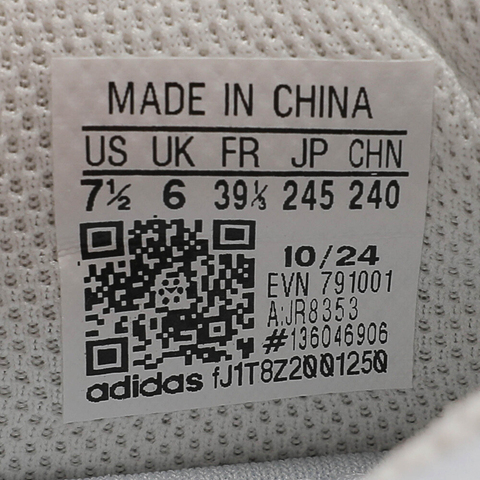 MADE IN CHINA
US UK FR JP CHN
7½ 6 39⅓ 245 240
10/24
EVN 791001
A:JR8353
#136046906
adidas fJ1T8Z2001250